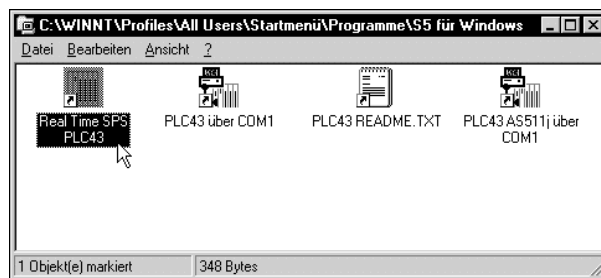 C:\WINNT\Profiles\All Users\Startmenü\Programme\S5 für Windows
Datei Bearbeiten Ansicht ?
Real Time SPS
PLC43
PLC43 über COM1
PLC43 README.TXT
PLC43 AS511j über
COM1
1 Objekt(e) markiert 348 Bytes